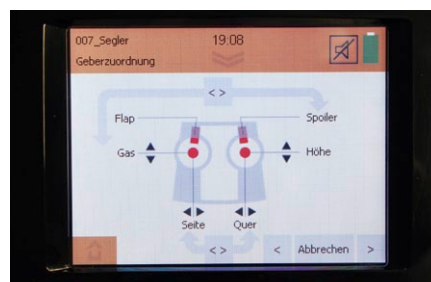 007_Segler 19:08
Geberzuordnung
< >
Flap Spoiler
Gas Höhe
Seite Quer
< > < Abbrechen >